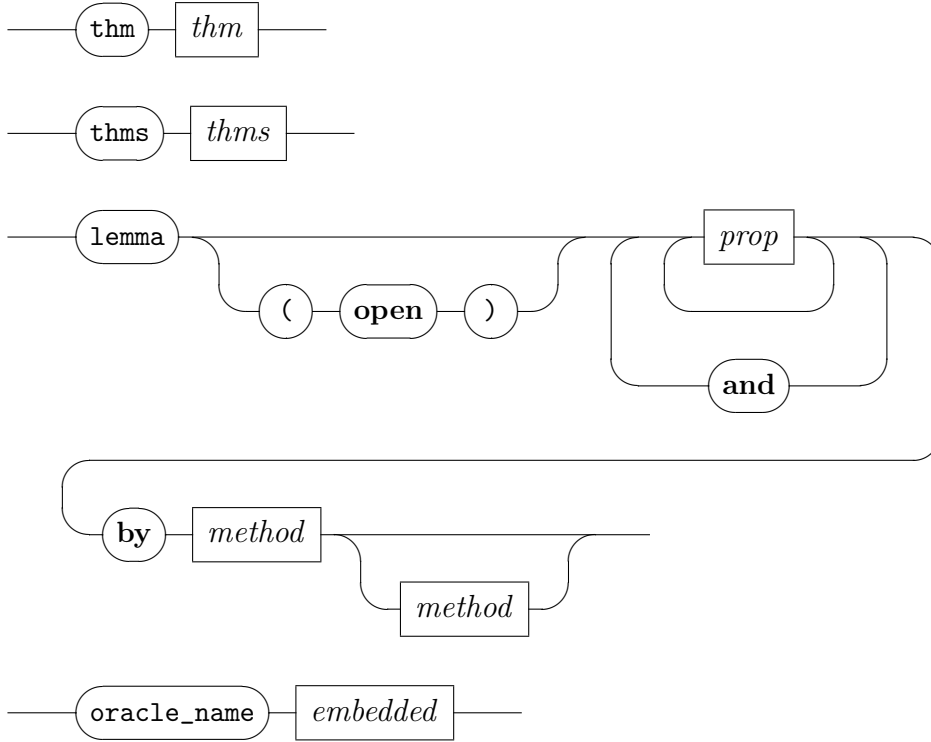 thm thm
thms thms
lemma prop
( open )
and
by method
method
oracle_name embedded